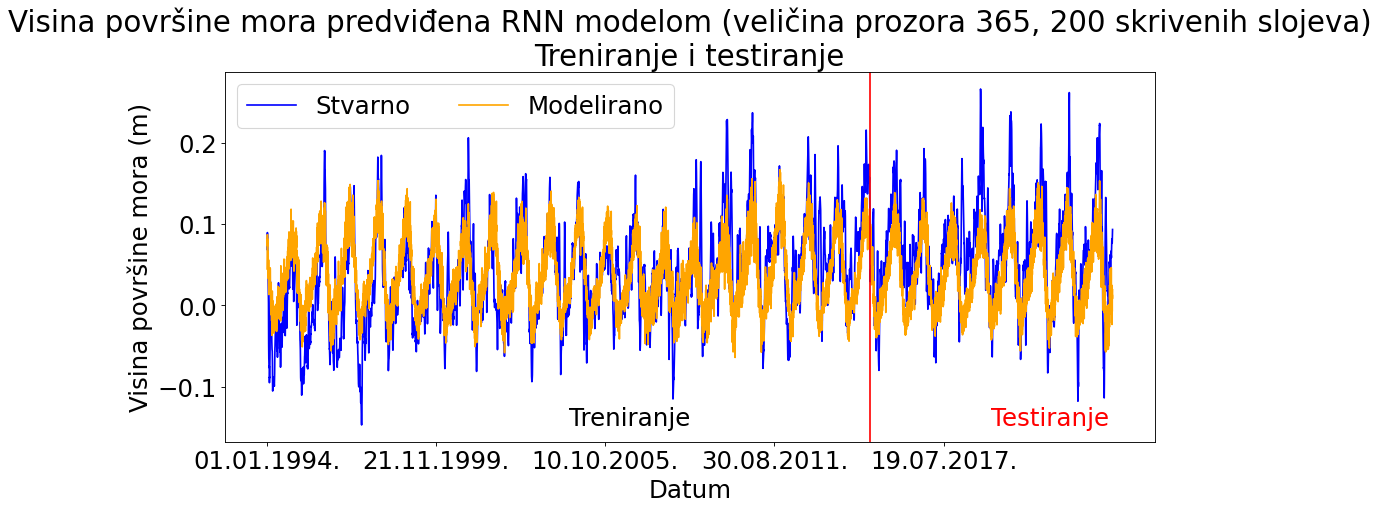 Visina površine mora predviđena RNN modelom (veličina prozora 365, 200 skrivenih slojeva)
Treniranje i testiranje
Stvarno
Modelirano
Visina površine mora (m)
0.2
0.1
0.0
−0.1
Treniranje
Testiranje
01.01.1994.
21.11.1999.
10.10.2005.
30.08.2011.
19.07.2017.
Datum